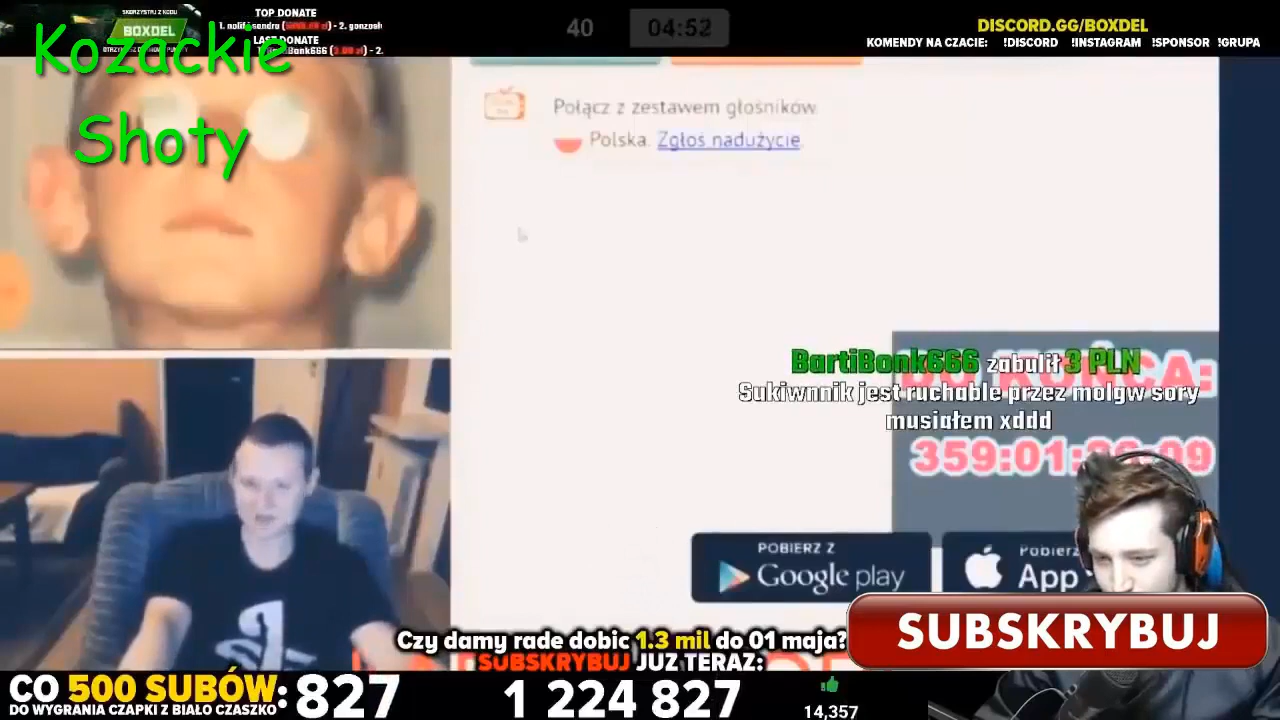 SKORZYSTAJ Z KODU
BOXDEL
TOP DONATE
LAST DONATE
Kozackie
Shoty
40
04:52
DISCORD.GG/BOXDEL
KOMENDY NA CZACIE: !DISCORD !INSTAGRAM !SPONSOR !GRUPA
Połącz z zestawem głośników.
Polska. Zgłoś nadużycie.
BartiBonk666 zabulił 3 PLN
Sukiwnnik jest ruchable przez molgw sory
musiałem xddd
POBIERZ Z
Google play
Pobierz
App
SUBSKRYBUJ
Czy damy rade dobic 1.3 mil do 01 maja?
SUBSKRYBUJ JUZ TERAZ:
CO 500 SUBÓW: 827
DO WYGRANIA CZAPKI Z BIAŁO CZASZKO
1 224 827
14,357